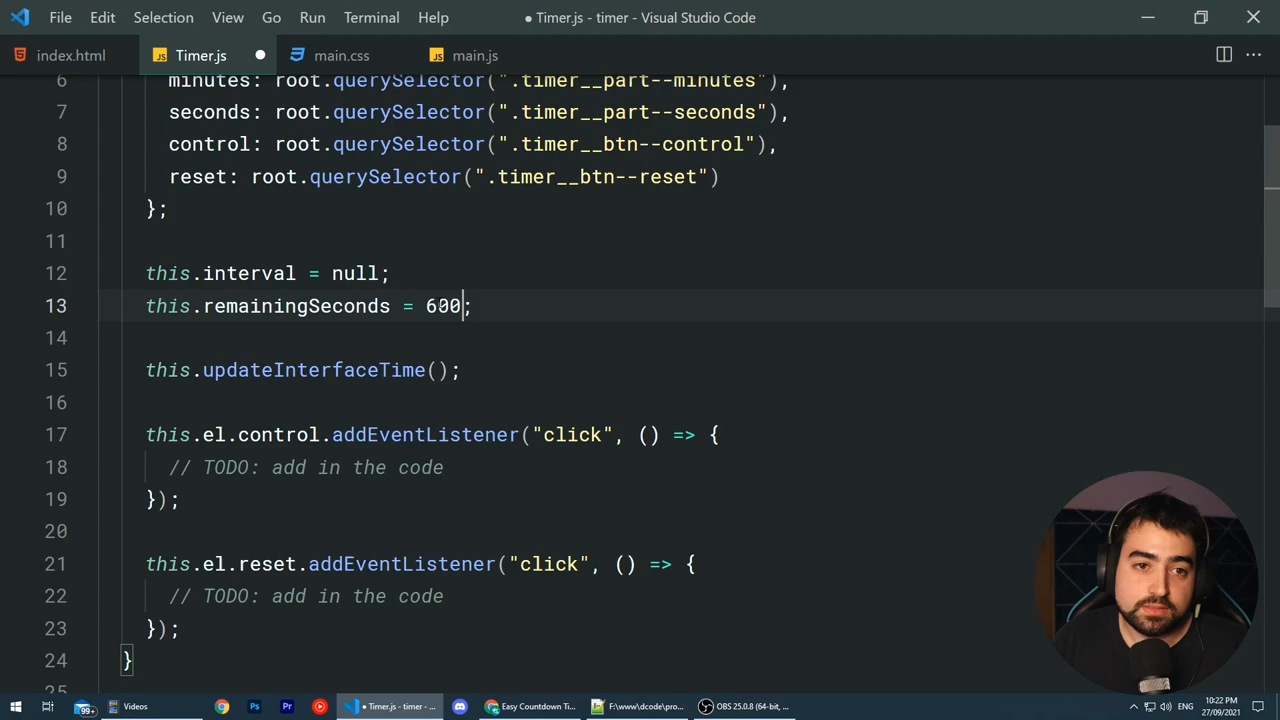 File Edit Selection View Go Run Terminal Help ● Timer.js - timer - Visual Studio Code
index.html Timer.js main.css main.js
6 minutes: root.querySelector(".timer__part--minutes"),
7 seconds: root.querySelector(".timer__part--seconds"),
8 control: root.querySelector(".timer__btn--control"),
9 reset: root.querySelector(".timer__btn--reset")
10 };
11
12 this.interval = null;
13 this.remainingSeconds = 600;
14
15 this.updateInterfaceTime();
16
17 this.el.control.addEventListener("click", () => {
18 // TODO: add in the code
19 });
20
21 this.el.reset.addEventListener("click", () => {
22 // TODO: add in the code
23 });
24 }
25
99+ Videos Ps Pr ● Timer.js - timer - ... Easy Countdown Ti... F:\www\dcode\pro... OBS 25.0.8 (64-bit, ... ENG 10:22 PM
27/09/2021